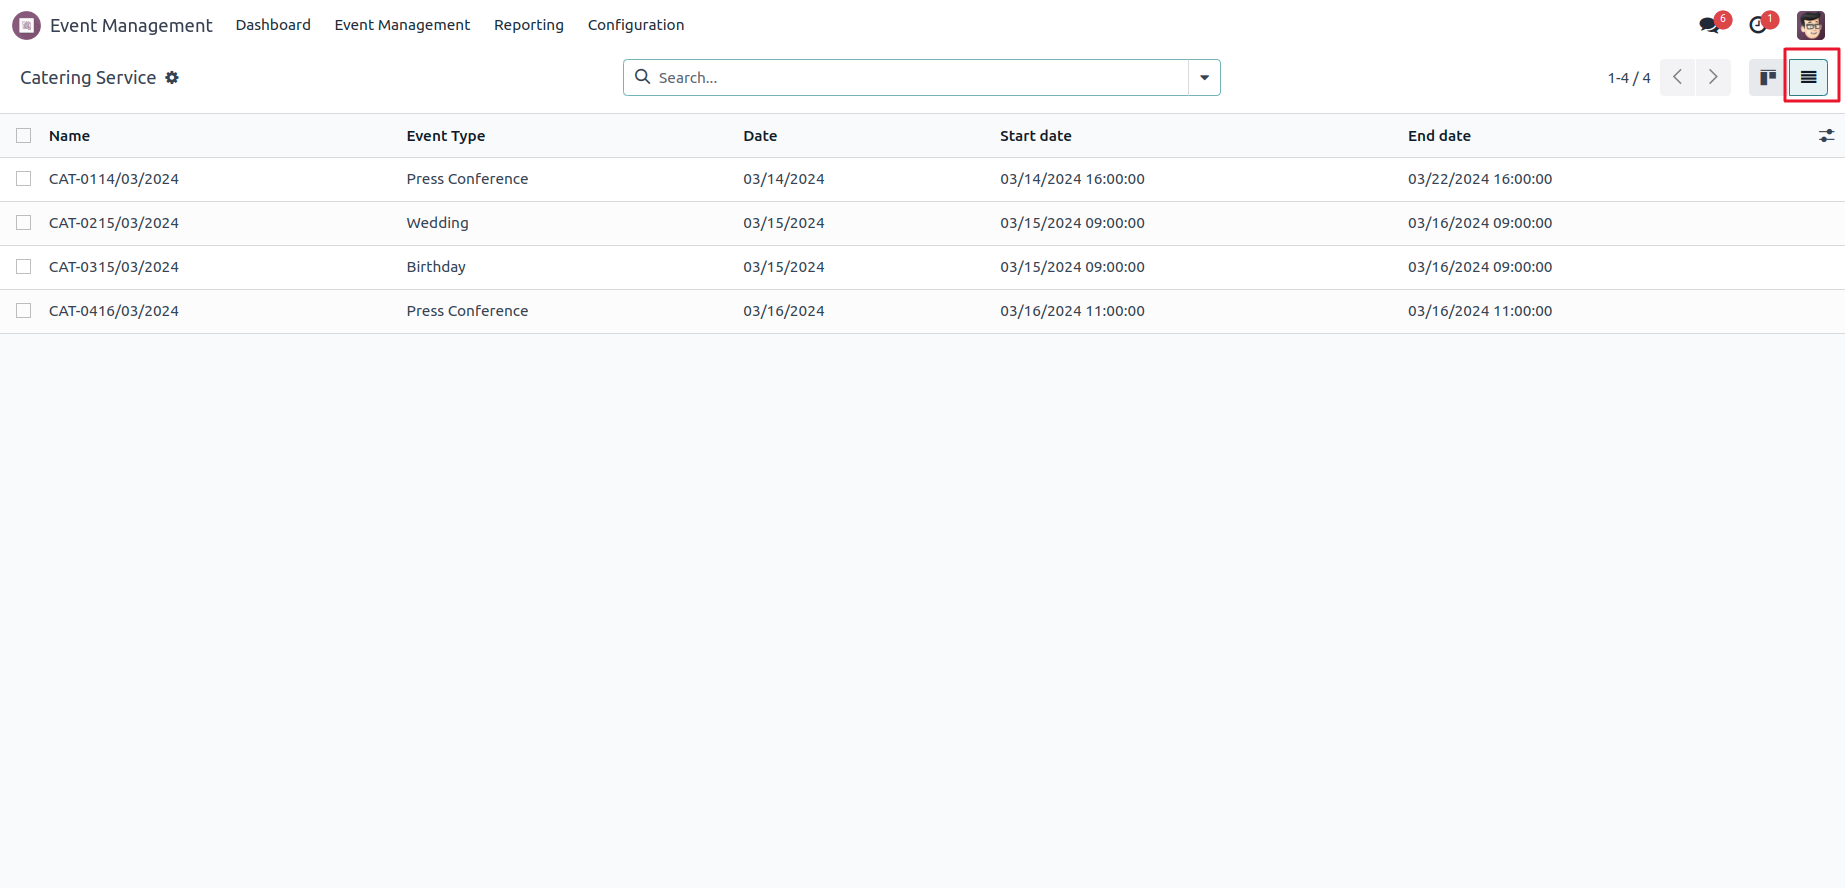 Event Management Dashboard Event Management Reporting Configuration 6 1
Catering Service Search... 1-4 / 4
Name Event Type Date Start date End date
CAT-0114/03/2024 Press Conference 03/14/2024 03/14/2024 16:00:00 03/22/2024 16:00:00
CAT-0215/03/2024 Wedding 03/15/2024 03/15/2024 09:00:00 03/16/2024 09:00:00
CAT-0315/03/2024 Birthday 03/15/2024 03/15/2024 09:00:00 03/16/2024 09:00:00
CAT-0416/03/2024 Press Conference 03/16/2024 03/16/2024 11:00:00 03/16/2024 11:00:00